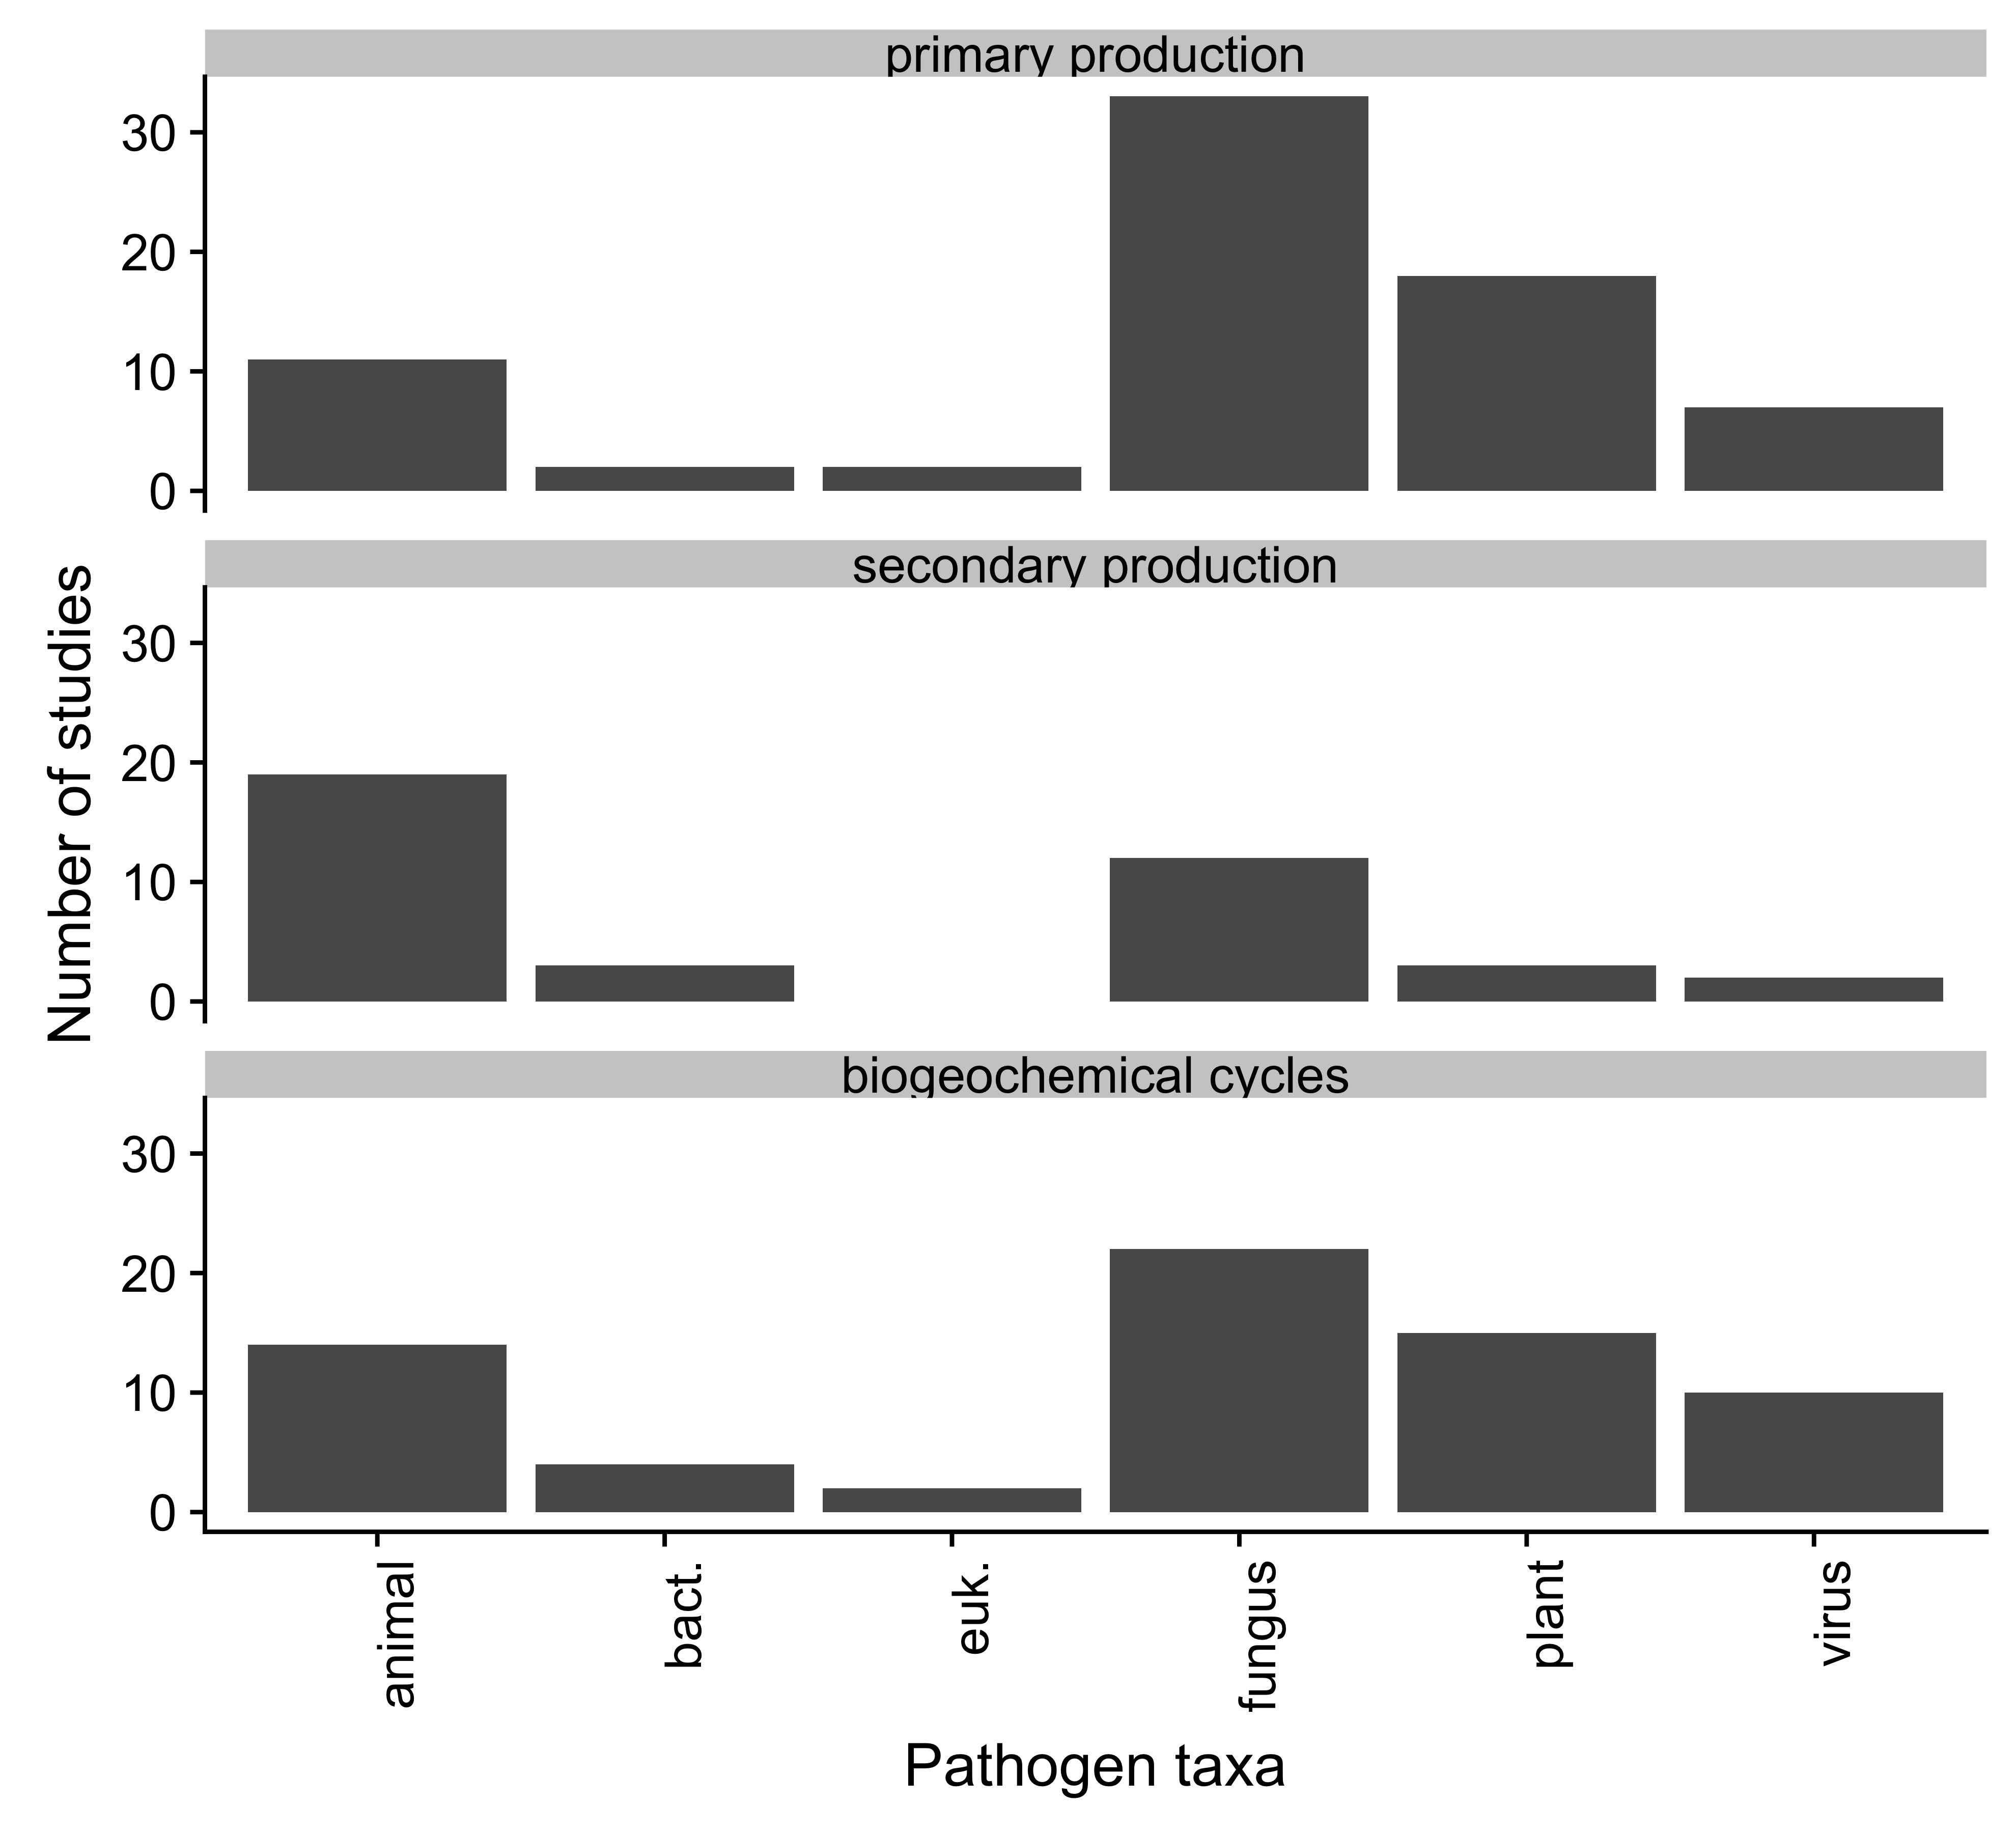 primary production
30
20
10
0
secondary production
30
20
10
0
biogeochemical cycles
30
20
10
0
Number of studies
animal
bact.
euk.
fungus
plant
virus
Pathogen taxa